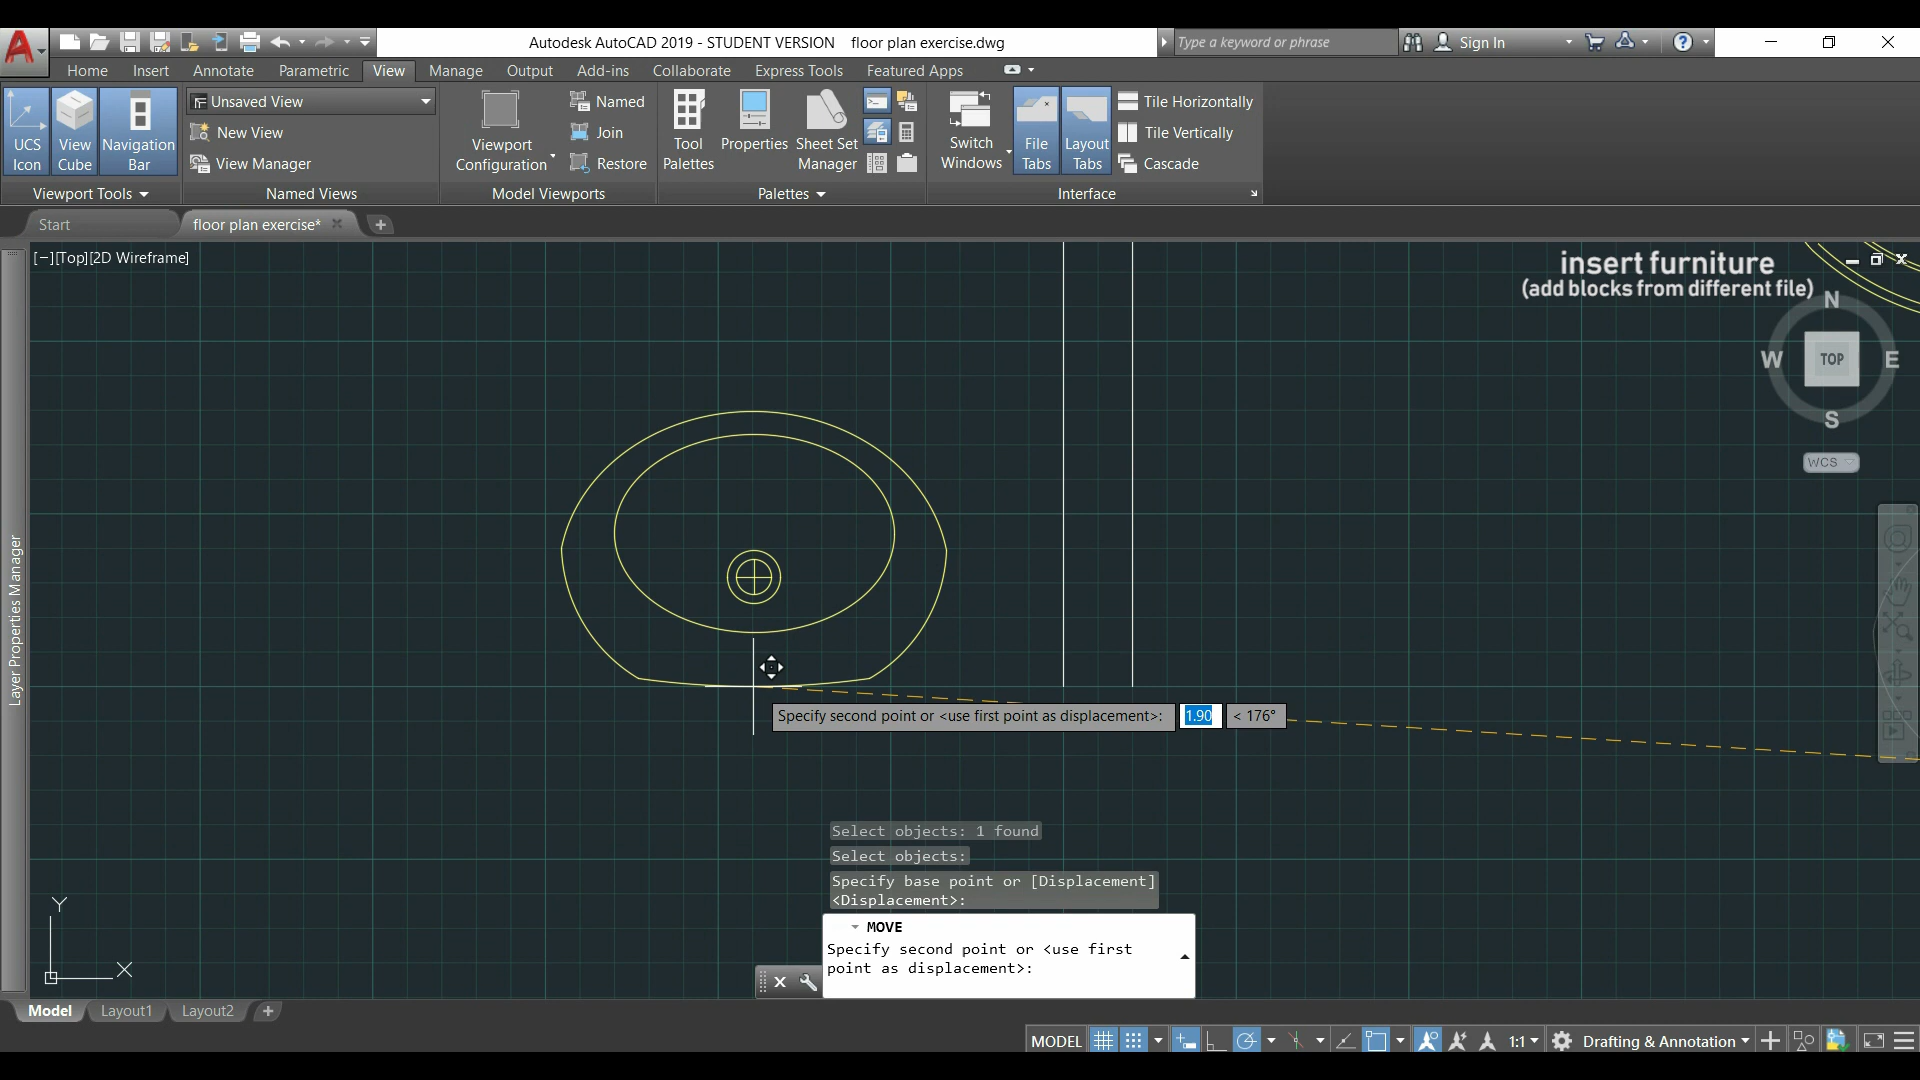 Autodesk AutoCAD 2019 - STUDENT VERSION floor plan exercise.dwg
Type a keyword or phrase
Sign In
Home Insert Annotate Parametric View Manage Output Add-ins Collaborate Express Tools Featured Apps
UCS Icon
View Cube
Navigation Bar
Viewport Tools
Unsaved View
New View
View Manager
Named Views
Viewport Configuration
Named
Join
Restore
Model Viewports
Tool Palettes
Properties
Sheet Set Manager
Palettes
Switch Windows
File Tabs
Layout Tabs
Tile Horizontally
Tile Vertically
Cascade
Interface
Start
floor plan exercise*
[−][Top][2D Wireframe]
insert furniture
(add blocks from different file)
N
W TOP E
S
WCS
Layer Properties Manager
Specify second point or <use first point as displacement>: 1.90 < 176°
Select objects: 1 found
Select objects:
Specify base point or [Displacement]
<Displacement>:
MOVE
Specify second point or <use first
point as displacement>:
Y
X
Model Layout1 Layout2
MODEL 1:1 Drafting & Annotation